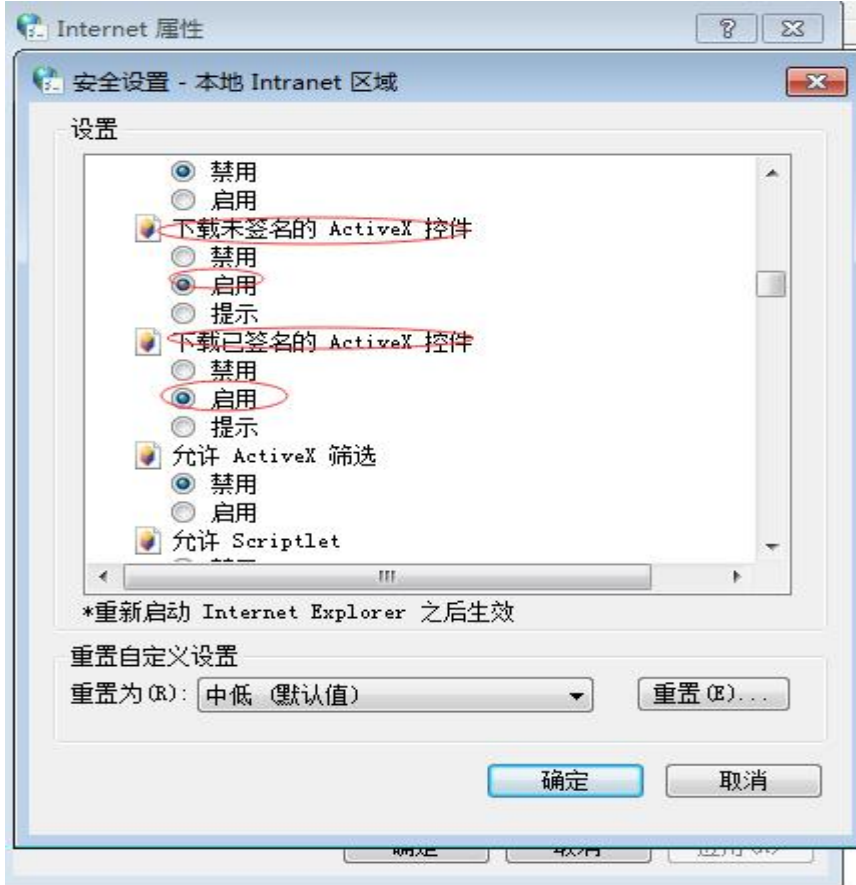 Internet 属性
安全设置 - 本地 Intranet 区域
设置
禁用
启用
下载未签名的 ActiveX 控件
禁用
启用
提示
下载已签名的 ActiveX 控件
禁用
启用
提示
允许 ActiveX 筛选
禁用
启用
允许 Scriptlet
*重新启动 Internet Explorer 之后生效
重置自定义设置
重置为(R): 中低 (默认值) 重置(E)...
确定 取消